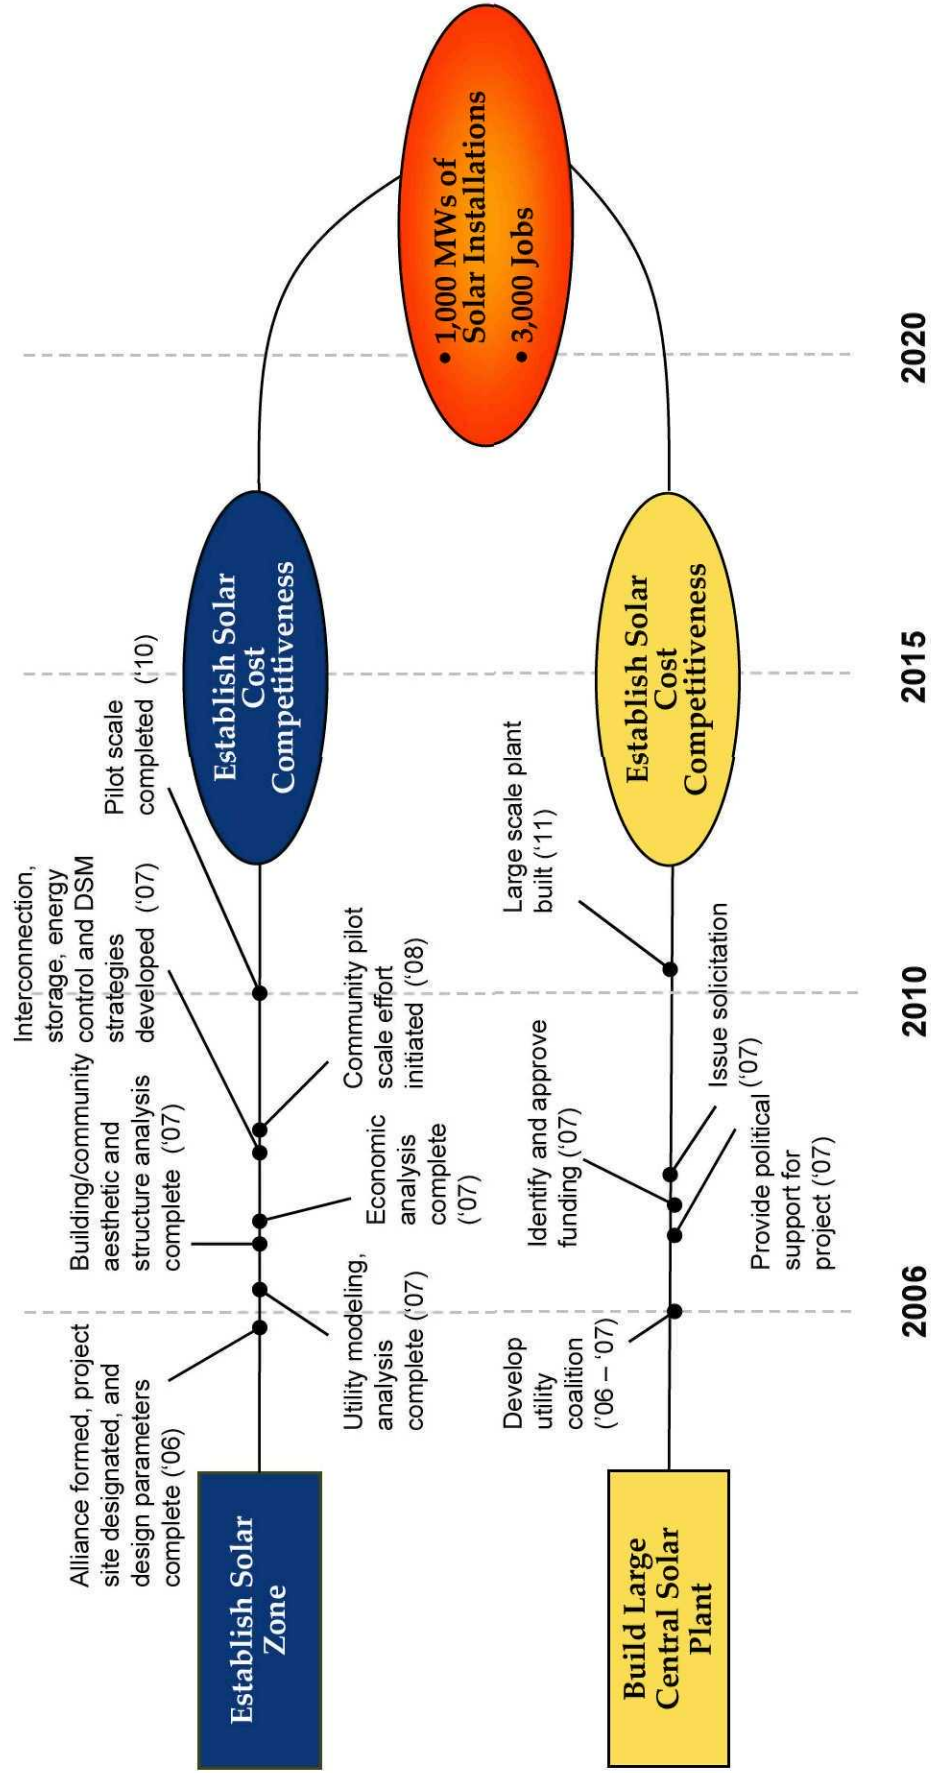 Establish Solar
Zone
Alliance formed, project
site designated, and
design parameters
complete (‘06)
Utility modeling,
analysis
complete (‘07)
Building/community
aesthetic and
structure analysis
complete (‘07)
Economic
analysis
complete
(‘07)
Interconnection,
storage, energy
control and DSM
strategies
developed (‘07)
Community pilot
scale effort
initiated (‘08)
Pilot scale
completed (‘10)
Establish Solar
Cost
Competitiveness
• 1,000 MWs of
Solar Installations
• 3,000 Jobs
Build Large
Central Solar
Plant
Develop
utility
coalition
(’06 – ‘07)
Provide political
support for
project (‘07)
Identify and approve
funding (‘07)
Issue solicitation
(‘07)
Large scale plant
built (‘11)
Establish Solar
Cost
Competitiveness
2006
2010
2015
2020